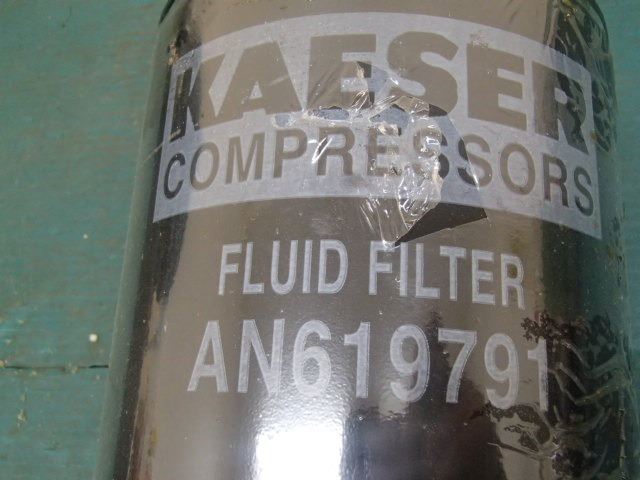 KAESER
COMPRESSORS
FLUID FILTER
AN619791